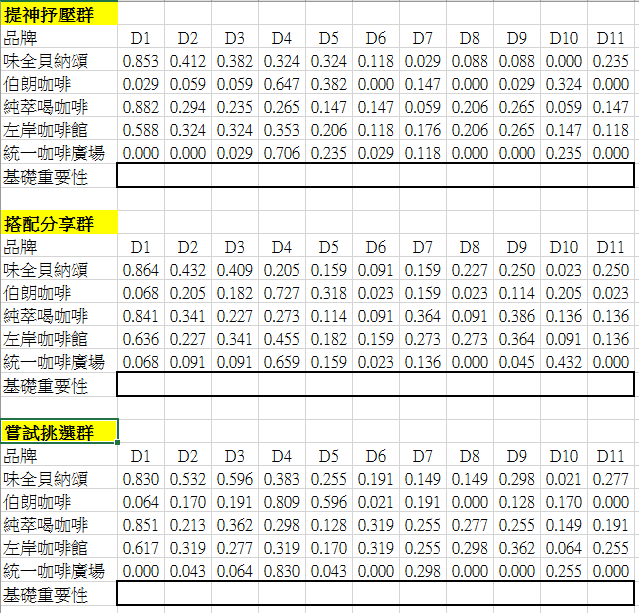 提神抒壓群
品牌 D1 D2 D3 D4 D5 D6 D7 D8 D9 D10 D11
味全貝納頌 0.853 0.412 0.382 0.324 0.324 0.118 0.029 0.088 0.088 0.000 0.235
伯朗咖啡 0.029 0.059 0.059 0.647 0.382 0.000 0.147 0.000 0.029 0.324 0.000
純萃喝咖啡 0.882 0.294 0.235 0.265 0.147 0.147 0.059 0.206 0.265 0.059 0.147
左岸咖啡館 0.588 0.324 0.324 0.353 0.206 0.118 0.176 0.206 0.265 0.147 0.118
統一咖啡廣場 0.000 0.000 0.029 0.706 0.235 0.029 0.118 0.000 0.000 0.235 0.000
基礎重要性
搭配分享群
品牌 D1 D2 D3 D4 D5 D6 D7 D8 D9 D10 D11
味全貝納頌 0.864 0.432 0.409 0.205 0.159 0.091 0.159 0.227 0.250 0.023 0.250
伯朗咖啡 0.068 0.205 0.182 0.727 0.318 0.023 0.159 0.023 0.114 0.205 0.023
純萃喝咖啡 0.841 0.341 0.227 0.273 0.114 0.091 0.364 0.091 0.386 0.136 0.136
左岸咖啡館 0.636 0.227 0.341 0.455 0.182 0.159 0.273 0.273 0.364 0.091 0.136
統一咖啡廣場 0.068 0.091 0.091 0.659 0.159 0.023 0.136 0.000 0.045 0.432 0.000
基礎重要性
嘗試挑選群
品牌 D1 D2 D3 D4 D5 D6 D7 D8 D9 D10 D11
味全貝納頌 0.830 0.532 0.596 0.383 0.255 0.191 0.149 0.149 0.298 0.021 0.277
伯朗咖啡 0.064 0.170 0.191 0.809 0.596 0.021 0.191 0.000 0.128 0.170 0.000
純萃喝咖啡 0.851 0.213 0.362 0.298 0.128 0.319 0.255 0.277 0.255 0.149 0.191
左岸咖啡館 0.617 0.319 0.277 0.319 0.170 0.319 0.255 0.298 0.362 0.064 0.255
統一咖啡廣場 0.000 0.043 0.064 0.830 0.043 0.000 0.298 0.000 0.000 0.255 0.000
基礎重要性